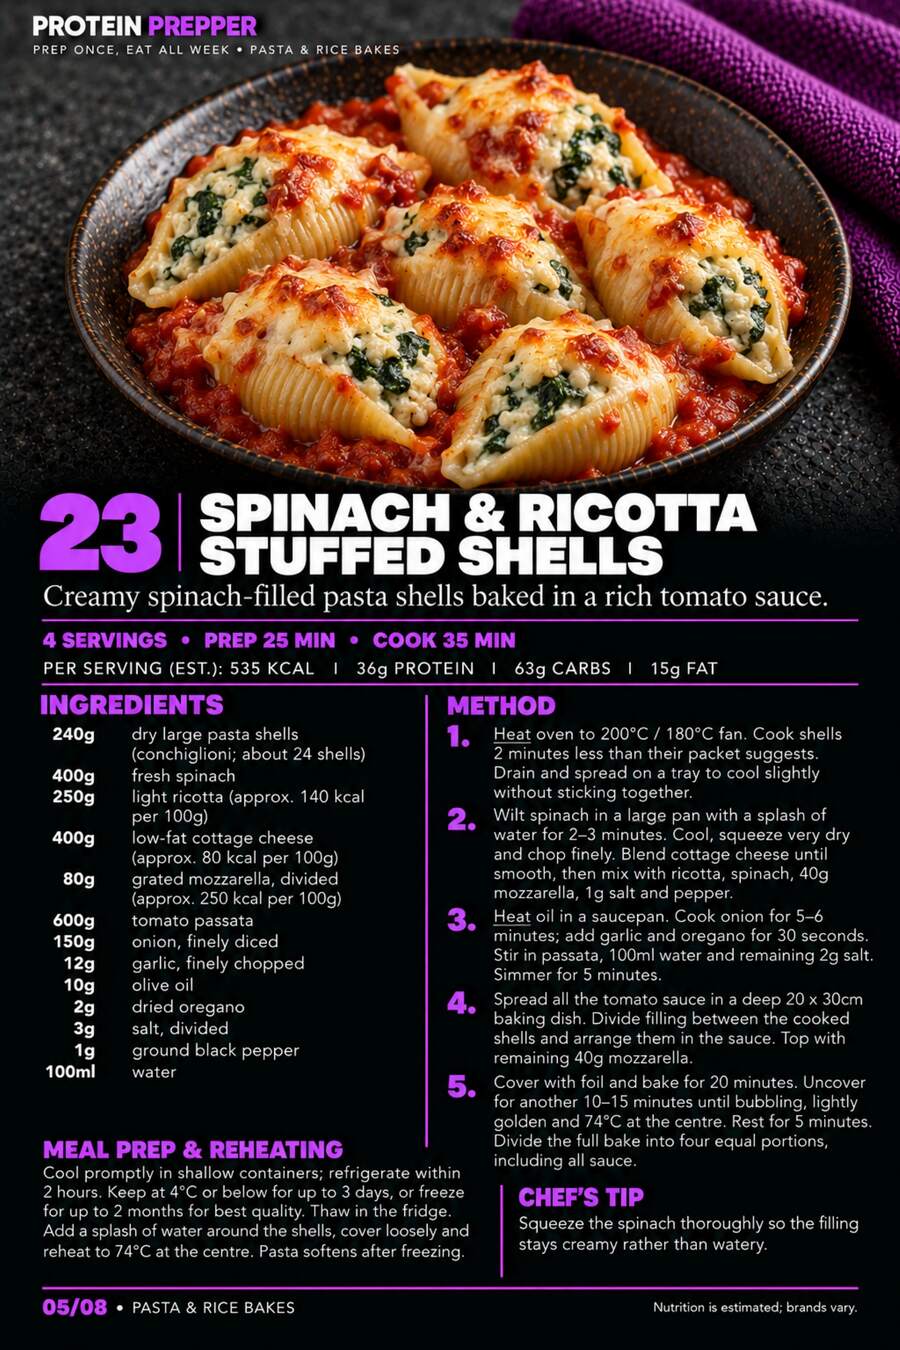 PROTEIN PREPPER
PREP ONCE, EAT ALL WEEK • PASTA & RICE BAKES
23
SPINACH & RICOTTA
STUFFED SHELLS
Creamy spinach-filled pasta shells baked in a rich tomato sauce.
4 SERVINGS • PREP 25 MIN • COOK 35 MIN
PER SERVING (EST.): 535 KCAL | 36g PROTEIN | 63g CARBS | 15g FAT
INGREDIENTS
240g dry large pasta shells
(conchiglioni; about 24 shells)
400g fresh spinach
250g light ricotta (approx. 140 kcal
per 100g)
400g low-fat cottage cheese
(approx. 80 kcal per 100g)
80g grated mozzarella, divided
(approx. 250 kcal per 100g)
600g tomato passata
150g onion, finely diced
12g garlic, finely chopped
10g olive oil
2g dried oregano
3g salt, divided
1g ground black pepper
100ml water
METHOD
1. Heat oven to 200°C / 180°C fan. Cook shells
2 minutes less than their packet suggests.
Drain and spread on a tray to cool slightly
without sticking together.
2. Wilt spinach in a large pan with a splash of
water for 2–3 minutes. Cool, squeeze very dry
and chop finely. Blend cottage cheese until
smooth, then mix with ricotta, spinach, 40g
mozzarella, 1g salt and pepper.
3. Heat oil in a saucepan. Cook onion for 5–6
minutes; add garlic and oregano for 30 seconds.
Stir in passata, 100ml water and remaining 2g salt.
Simmer for 5 minutes.
4. Spread all the tomato sauce in a deep 20 x 30cm
baking dish. Divide filling between the cooked
shells and arrange them in the sauce. Top with
remaining 40g mozzarella.
5. Cover with foil and bake for 20 minutes. Uncover
for another 10–15 minutes until bubbling, lightly
golden and 74°C at the centre. Rest for 5 minutes.
Divide the full bake into four equal portions,
including all sauce.
MEAL PREP & REHEATING
Cool promptly in shallow containers; refrigerate within
2 hours. Keep at 4°C or below for up to 3 days, or freeze
for up to 2 months for best quality. Thaw in the fridge.
Add a splash of water around the shells, cover loosely and
reheat to 74°C at the centre. Pasta softens after freezing.
CHEF'S TIP
Squeeze the spinach thoroughly so the filling
stays creamy rather than watery.
05/08 • PASTA & RICE BAKES
Nutrition is estimated; brands vary.